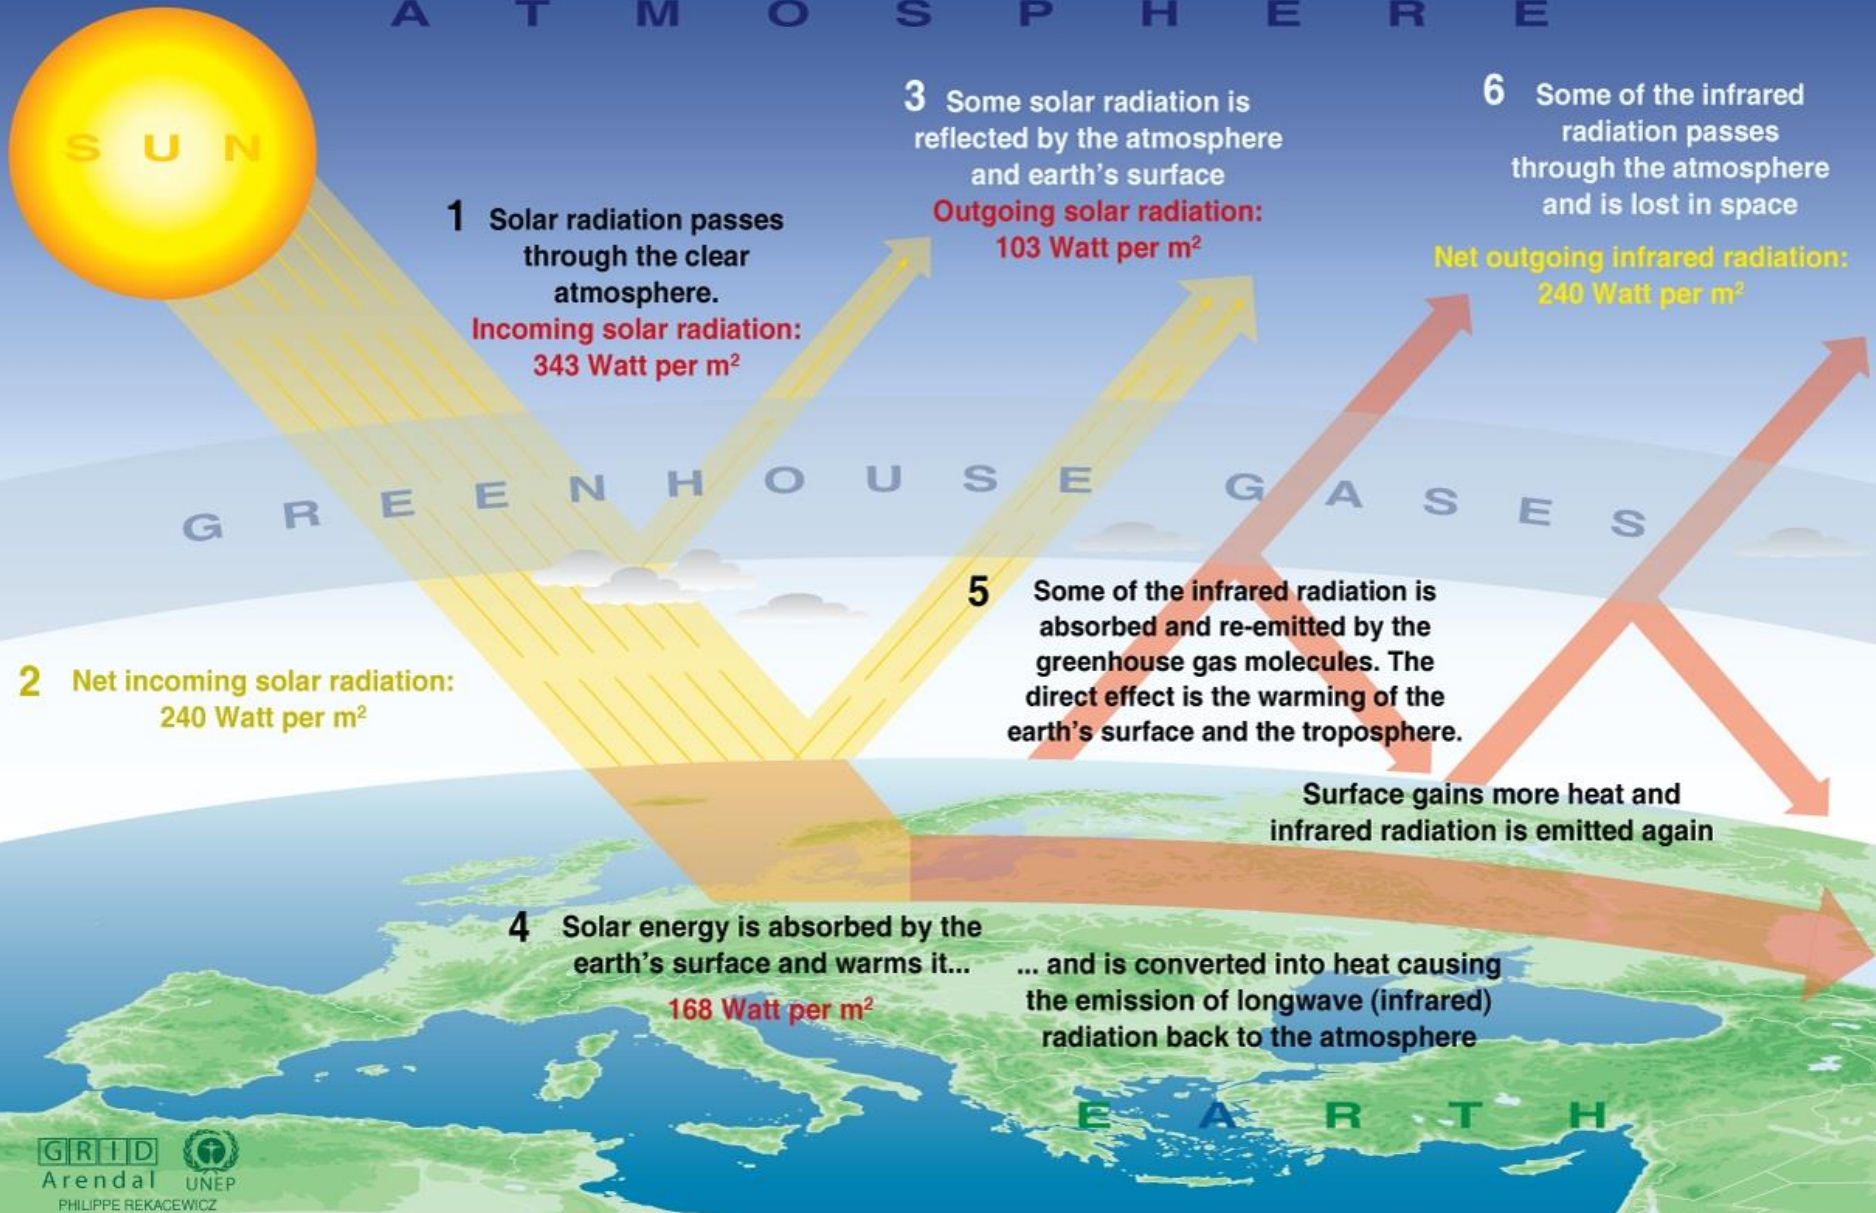 ATMOSPHERE
SUN
1 Solar radiation passes
through the clear
atmosphere.
Incoming solar radiation:
343 Watt per m²
3 Some solar radiation is
reflected by the atmosphere
and earth's surface
Outgoing solar radiation:
103 Watt per m²
6 Some of the infrared
radiation passes
through the atmosphere
and is lost in space
Net outgoing infrared radiation:
240 Watt per m²
GREENHOUSE GASES
2 Net incoming solar radiation:
240 Watt per m²
5 Some of the infrared radiation is
absorbed and re-emitted by the
greenhouse gas molecules. The
direct effect is the warming of the
earth's surface and the troposphere.
Surface gains more heat and
infrared radiation is emitted again
4 Solar energy is absorbed by the
earth's surface and warms it...
168 Watt per m²
... and is converted into heat causing
the emission of longwave (infrared)
radiation back to the atmosphere
EARTH
GRID
Arendal
UNEP
PHILIPPE REKACEWICZ